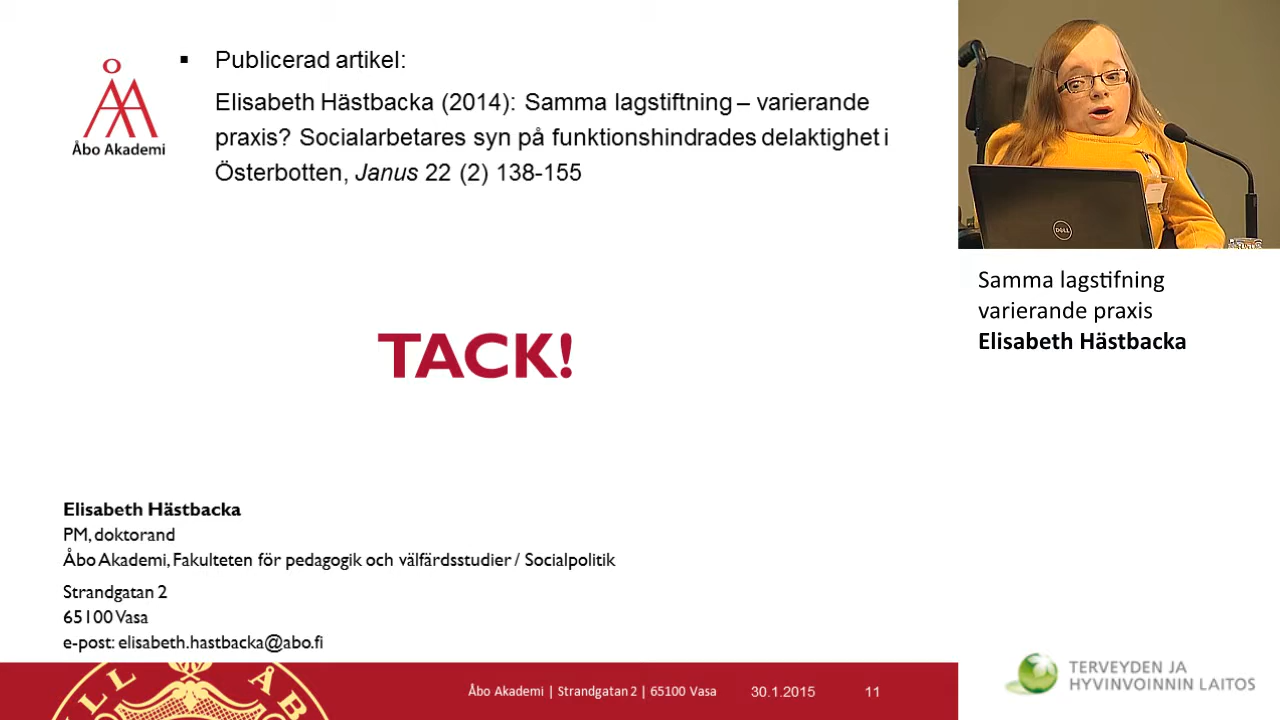 Åbo Akademi
▪ Publicerad artikel:
Elisabeth Hästbacka (2014): Samma lagstiftning – varierande
praxis? Socialarbetares syn på funktionshindrades delaktighet i
Österbotten, Janus 22 (2) 138-155
TACK!
Elisabeth Hästbacka
PM, doktorand
Åbo Akademi, Fakulteten för pedagogik och välfärdsstudier / Socialpolitik
Strandgatan 2
65100 Vasa
e-post: elisabeth.hastbacka@abo.fi
Åbo Akademi | Strandgatan 2 | 65100 Vasa 30.1.2015 11
DELL
Samma lagstifning
varierande praxis
Elisabeth Hästbacka
TERVEYDEN JA
HYVINVOINNIN LAITOS